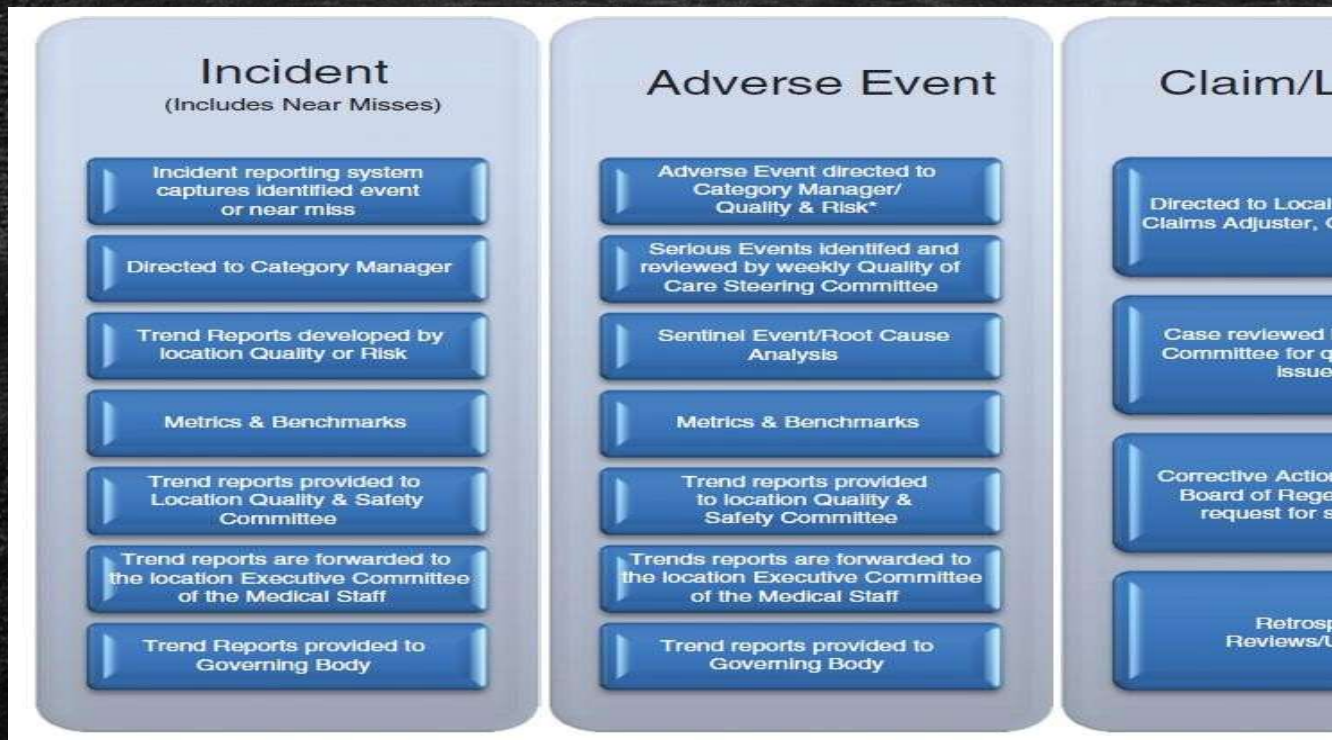 Incident
(Includes Near Misses)
Incident reporting system
captures identified event
or near miss
Directed to Category Manager
Trend Reports developed by
location Quality or Risk
Metrics & Benchmarks
Trend reports provided to
Location Quality & Safety
Committee
Trend reports are forwarded to
the location Executive Committee
of the Medical Staff
Trend Reports provided to
Governing Body
Adverse Event
Adverse Event directed to
Category Manager/
Quality & Risk*
Serious Events identifed and
reviewed by weekly Quality of
Care Steering Committee
Sentinel Event/Root Cause
Analysis
Metrics & Benchmarks
Trend reports provided
to location Quality &
Safety Committee
Trends reports are forwarded to
the location Executive Committee
of the Medical Staff
Trend reports provided to
Governing Body
Claim/L
Directed to Local
Claims Adjuster,
Case reviewed
Committee for
issue
Corrective Action
Board of Rege
request for s
Retrosp
Reviews/U